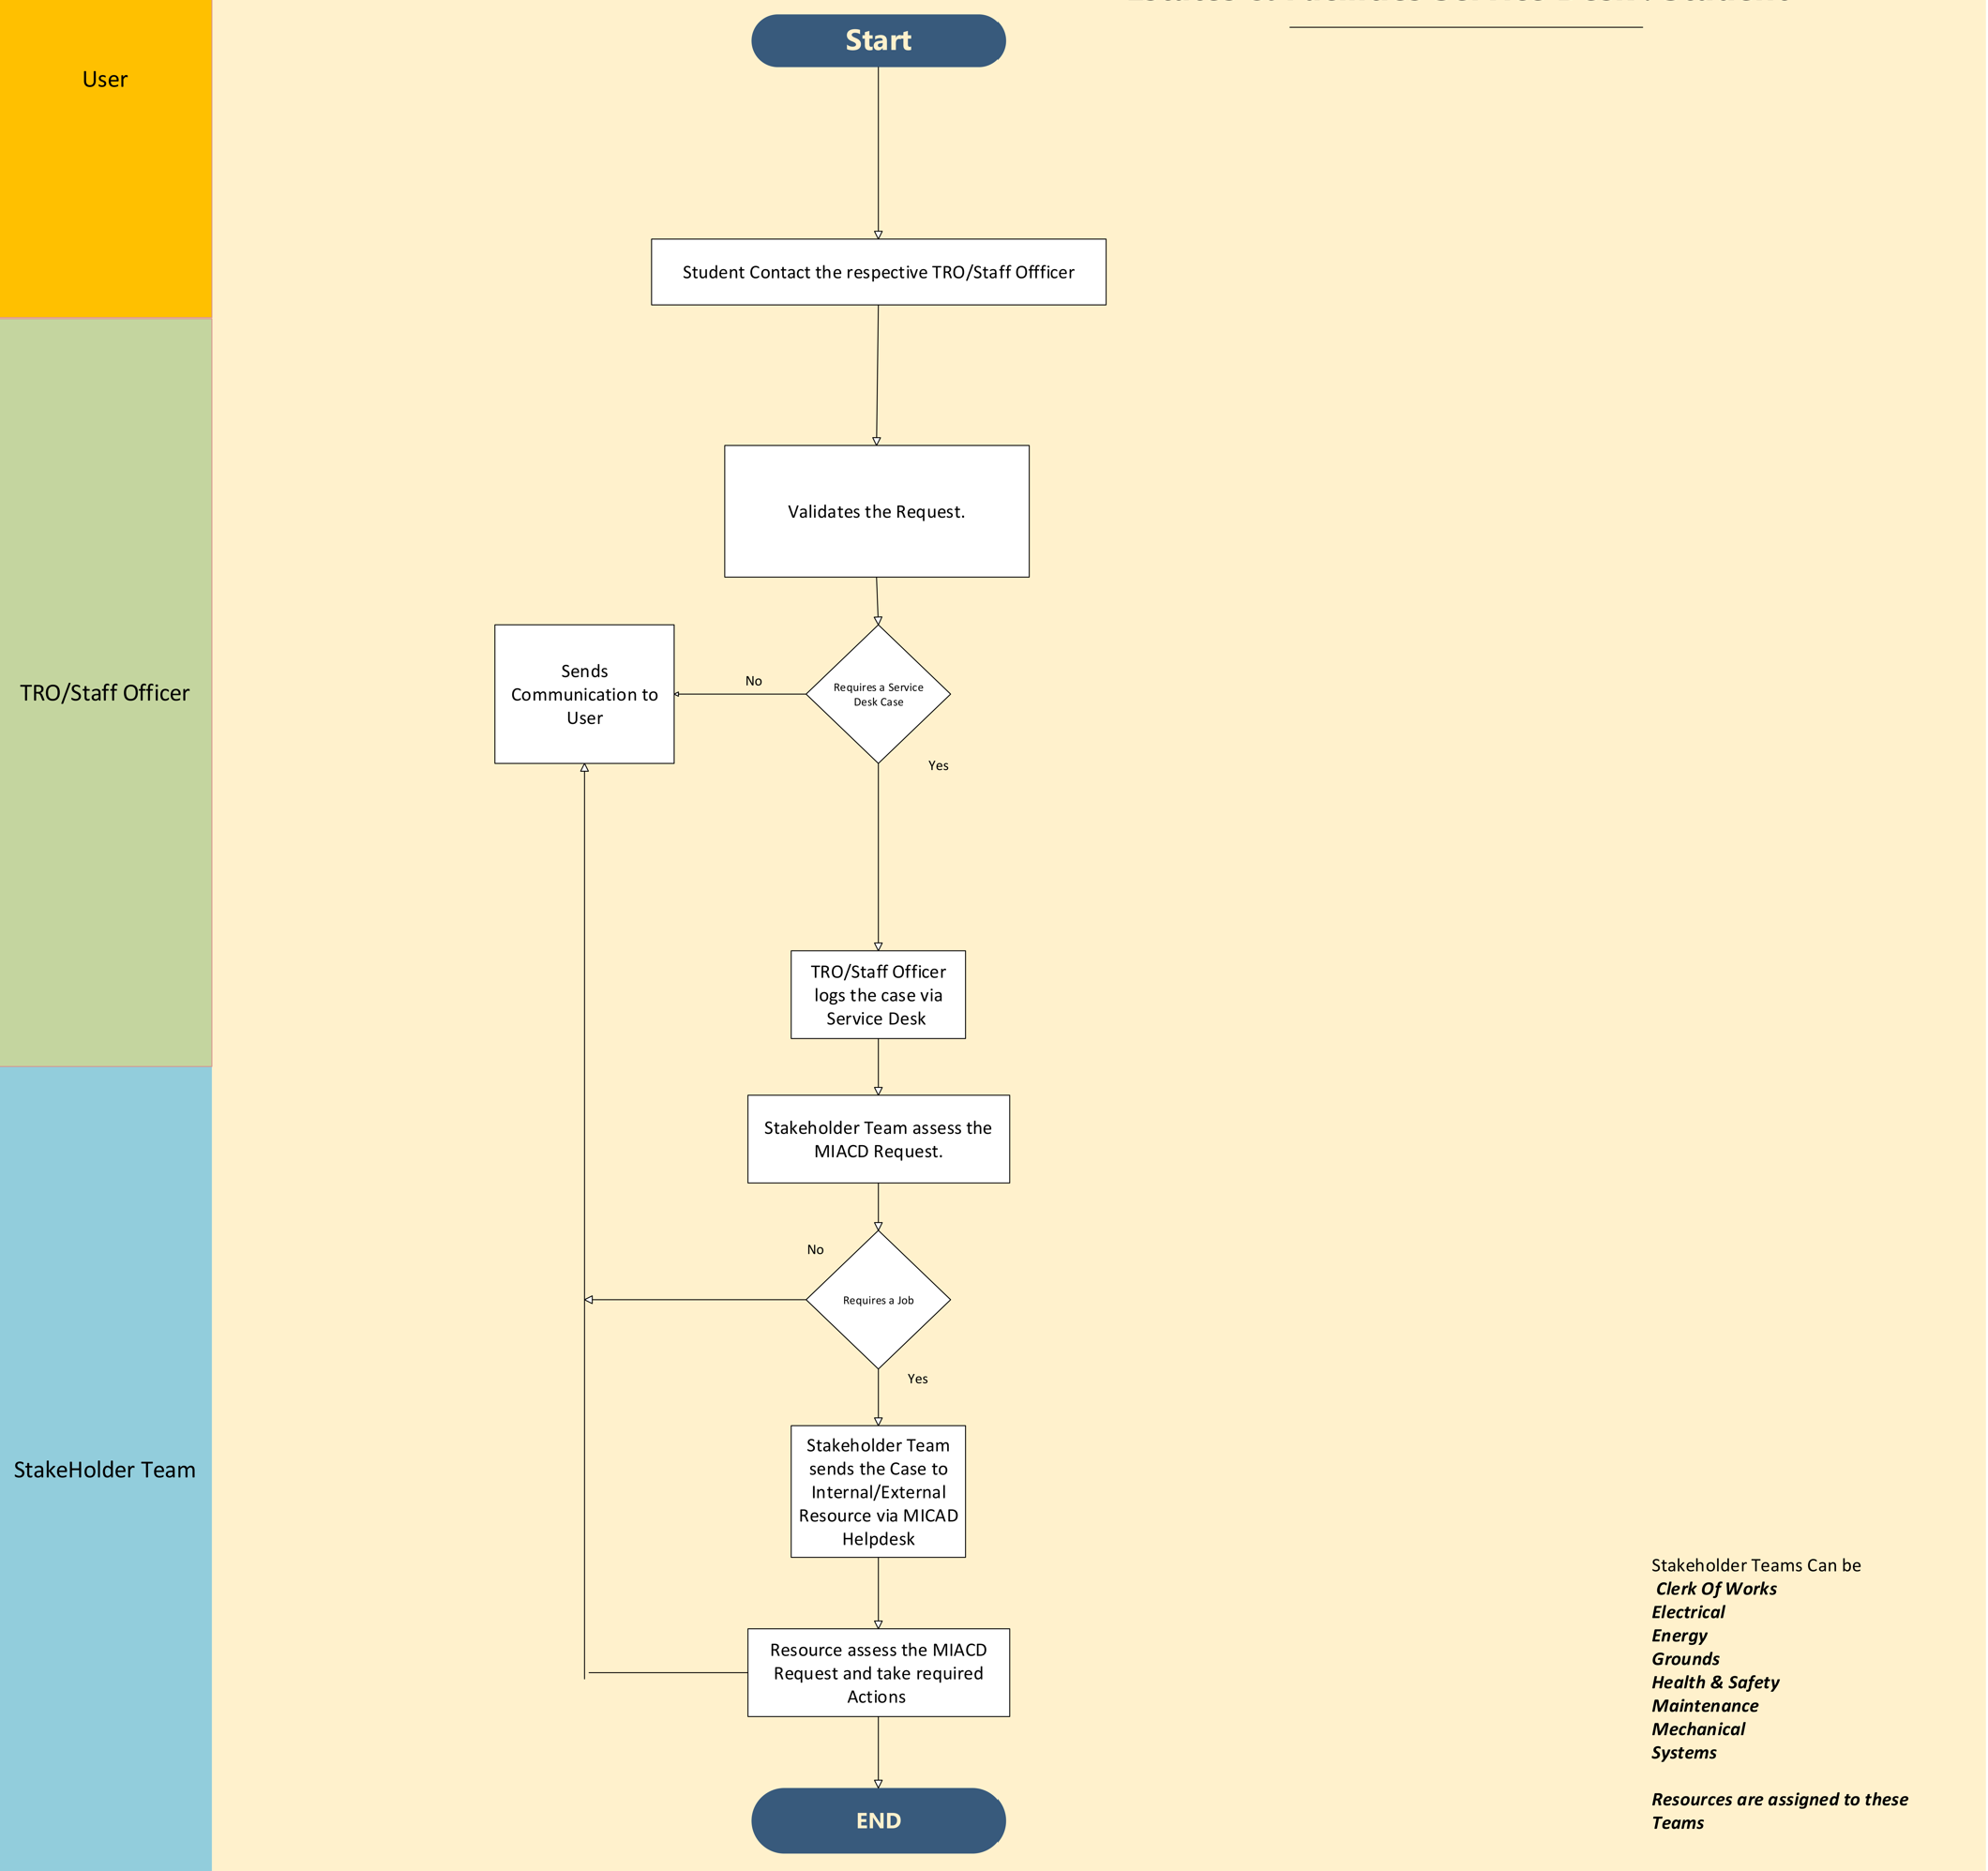 Start
User
Student Contact the respective TRO/Staff Offficer
Validates the Request.
TRO/Staff Officer
Sends
Communication to
User
No
Requires a Service
Desk Case
Yes
TRO/Staff Officer
logs the case via
Service Desk
Stakeholder Team assess the
MIACD Request.
No
Requires a Job
Yes
StakeHolder Team
Stakeholder Team
sends the Case to
Internal/External
Resource via MICAD
Helpdesk
Resource assess the MIACD
Request and take required
Actions
END
Stakeholder Teams Can be
Clerk Of Works
Electrical
Energy
Grounds
Health & Safety
Maintenance
Mechanical
Systems
Resources are assigned to these
Teams